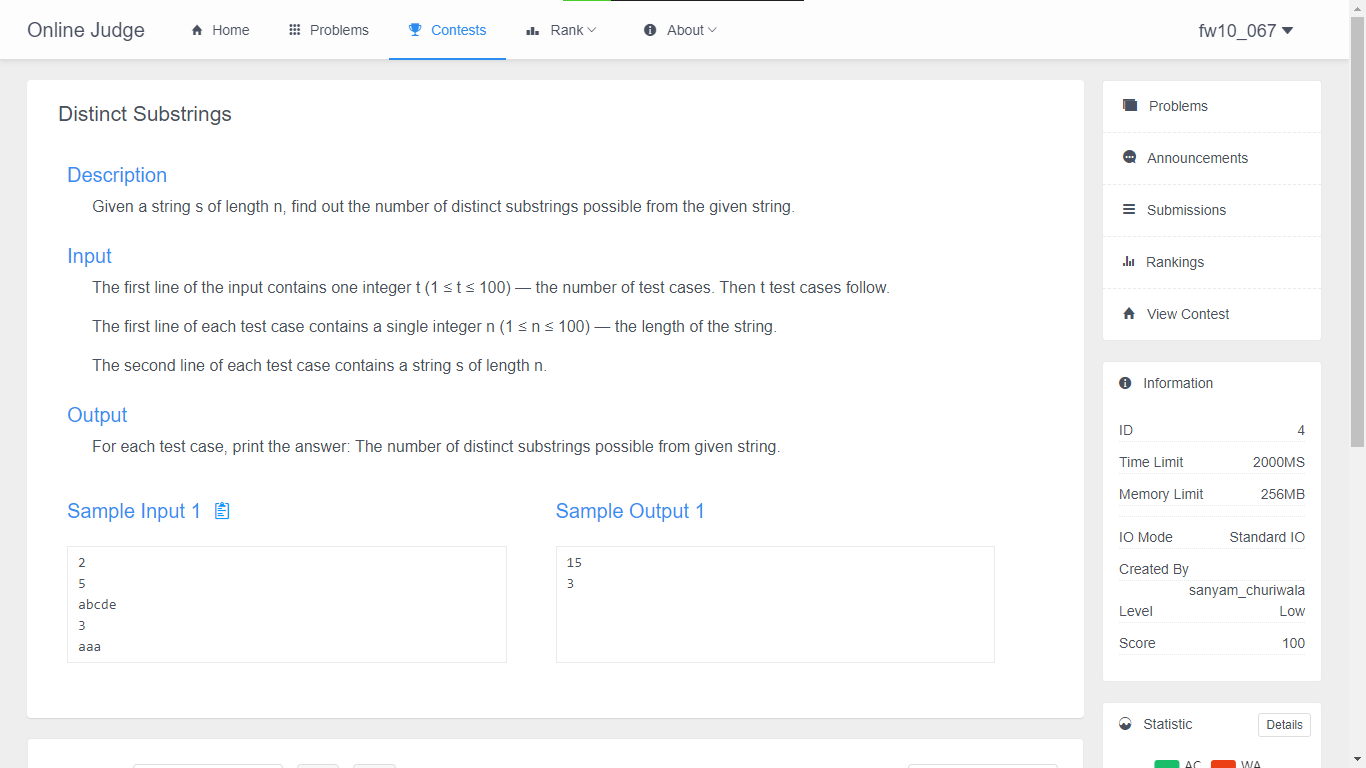 Online Judge
Home
Problems
Contests
Rank
About
fw10_067
Distinct Substrings
Description
Given a string s of length n, find out the number of distinct substrings possible from the given string.
Input
The first line of the input contains one integer t (1 ≤ t ≤ 100) — the number of test cases. Then t test cases follow.
The first line of each test case contains a single integer n (1 ≤ n ≤ 100) — the length of the string.
The second line of each test case contains a string s of length n.
Output
For each test case, print the answer: The number of distinct substrings possible from given string.
Sample Input 1
2
5
abcde
3
aaa
Sample Output 1
15
3
Problems
Announcements
Submissions
Rankings
View Contest
Information
ID 4
Time Limit 2000MS
Memory Limit 256MB
IO Mode Standard IO
Created By
sanyam_churiwala
Level Low
Score 100
Statistic Details
AC WA